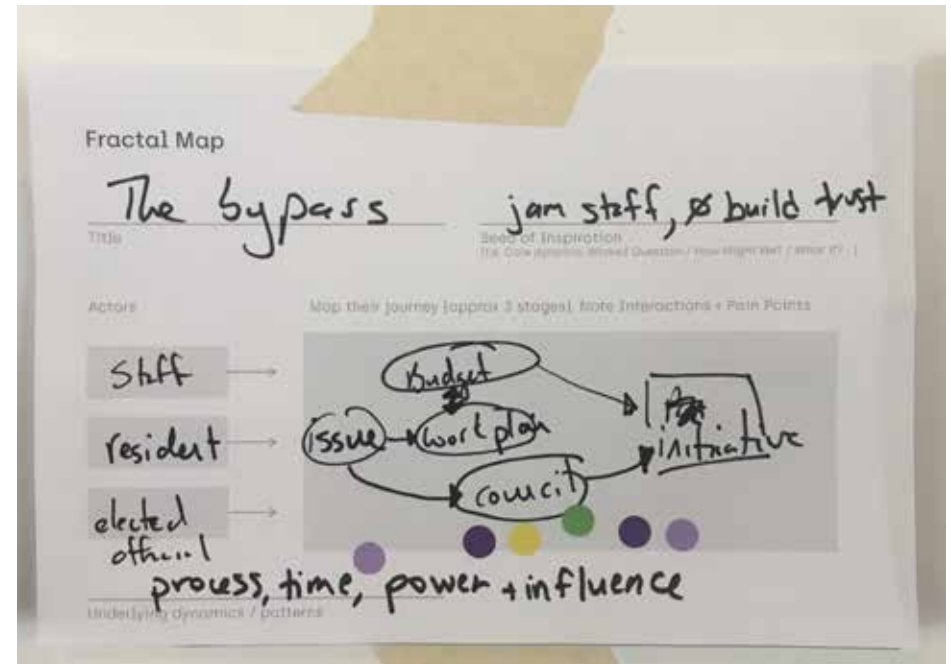 Fractal Map
The bypass
jam staff, ø build trust
Title
Seed of Inspiration
Actors
Map their journey (approx 3 stages). Note Interactions + Pain Points
Staff
Budget
resident
issue
work plan
initiative
council
elected
official
process, time, power + influence
Underlying dynamics / patterns